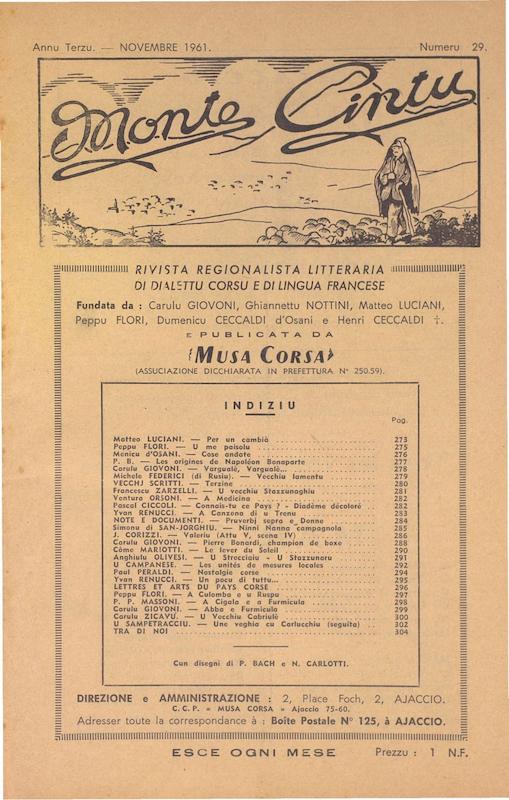 Annu Terzu. — NOVEMBRE 1961. Numeru 29.
Monte Cintu
RIVISTA REGIONALISTA LITTERARIA
DI DIALETTU CORSU E DI LINGUA FRANCESE
Fundata da : Carulu GIOVONI, Ghiannettu NOTTINI, Matteo LUCIANI,
Peppu FLORI, Dumenicu CECCALDI d'Osani e Henri CECCALDI †.
E PUBLICATA DA
"MUSA CORSA"
(ASSUCIAZIONE DICCHIARATA IN PREFETTURA N° 250.59).
INDIZIU
Pag.
Matteo LUCIANI. — Per un cambià 273
Peppu FLORI. — U me paisolu 275
Menicu d'OSANI. — Cose andate 276
P. B. — Les origines de Napoléon Bonaparte 277
Carulu GIOVONI. — Vargualè, Vargualè... 278
Michele FEDERICI (di Rusiu). — Vecchiu lamentu 279
VECCHJ SCRITTI. — Terzine 280
Francescu ZARZELLI. — U vecchiu Stazzunaghiu 281
Ventura ORSONI. — A Medicina 282
Pascal CICCOLI. — Connais-tu ce Pays ? - Diadème décoloré 282
Yvan RENUCCI. — A Canzona di u Trenu 283
NOTE E DOCUMENTI. — Pruverbj sopra e Donne 284
Simonu di SAN-JORGHIU. — Ninni Nanna campagnola 285
J. CORIZZI. — Valeriu (Attu V, scena IV) 286
Carulu GIOVONI. — Pierre Bonardi, champion de boxe 288
Côme MARIOTTI. — Le lever du Soleil 290
Anghiulu OLIVESI. — U Strecciaiu - U Stazzunaru 291
U CAMPANESE. — Les unités de mesures locales 292
Paul PERALDI. — Nostalgie corse 294
Yvan RENUCCI. — Un pocu di tuttu... 295
LETTRES ET ARTS DU PAYS CORSE 296
Peppu FLORI. — A Culomba e u Ruspu 297
P. P. MASSONI. — A Cigala e a Furmicula 298
Carulu GIOVONI. — Abba e Furmicula 299
Carulu ZICAVU. — U Vecchiu Cabriulè 300
U SAMPETRACCIU. — Une veghia cu Carlucchiu (seguita) 302
TRA DI NOI 304
Cun disegni di P. BACH e N. CARLOTTI.
DIREZIONE e AMMINISTRAZIONE : 2, Place Foch, 2, AJACCIO.
C. C. P. « MUSA CORSA » Ajaccio 75-60.
Adresser toute la correspondance à : Boîte Postale N° 125, à AJACCIO.
ESCE OGNI MESE Prezzu : 1 N.F.